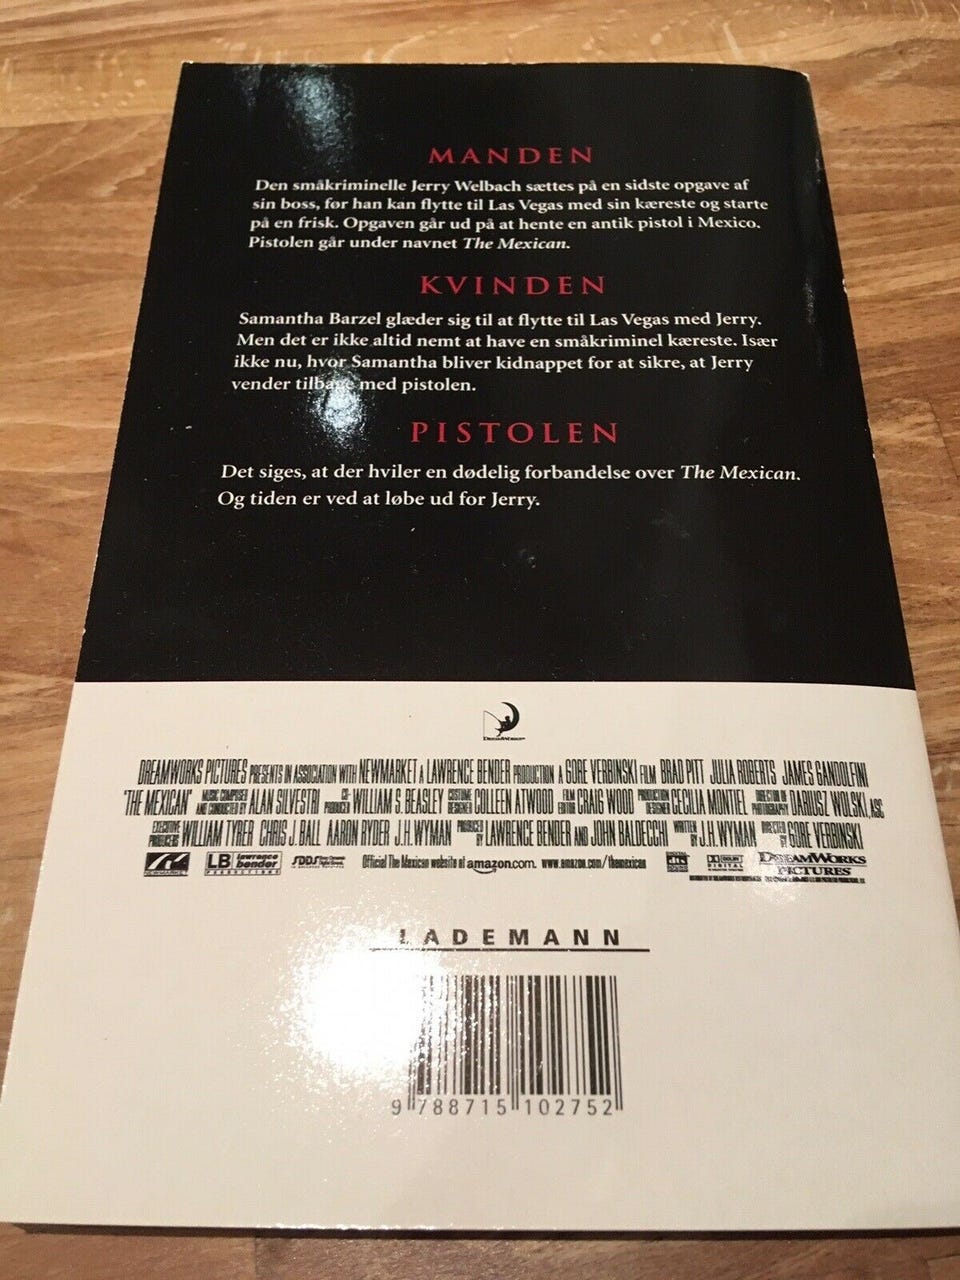 MANDEN
Den småkriminelle Jerry Welbach sættes på en sidste opgave af
sin boss, før han kan flytte til Las Vegas med sin kæreste og starte
på en frisk. Opgaven går ud på at hente en antik pistol i Mexico.
Pistolen går under navnet The Mexican.
KVINDEN
Samantha Barzel glæder sig til at flytte til Las Vegas med Jerry.
Men det er ikke altid nemt at have en småkriminel kæreste. Især
ikke nu, hvor Samantha bliver kidnappet for at sikre, at Jerry
vender tilbage med pistolen.
PISTOLEN
Det siges, at der hviler en dødelig forbandelse over The Mexican.
Og tiden er ved at løbe ud for Jerry.
DREAMWORKS
DREAMWORKS PICTURES PRESENTS IN ASSOCIATION WITH NEWMARKET A LAWRENCE BENDER PRODUCTION A GORE VERBINSKI FILM BRAD PITT JULIA ROBERTS JAMES GANDOLFINI
"THE MEXICAN" MUSIC COMPOSED AND CONDUCTED BY ALAN SILVESTRI CO-PRODUCER WILLIAM S. BEASLEY COSTUME DESIGNER COLLEEN ATWOOD FILM EDITOR CRAIG WOOD PRODUCTION DESIGNER CECILIA MONTIEL DIRECTOR OF PHOTOGRAPHY DARIUSZ WOLSKI, ASC
EXECUTIVE PRODUCERS WILLIAM TYRER CHRIS J. BALL AARON RYDER J.H. WYMAN PRODUCED BY LAWRENCE BENDER AND JOHN BALDECCHI WRITTEN BY J.H. WYMAN DIRECTED BY GORE VERBINSKI
NEWMARKET LB lawrence bender PRODUCTIONS SDDS Official The Mexican website at amazon.com. www.amazon.com/themexican dts DOLBY DIGITAL DREAMWORKS PICTURES
LADEMANN
9 788715 102752